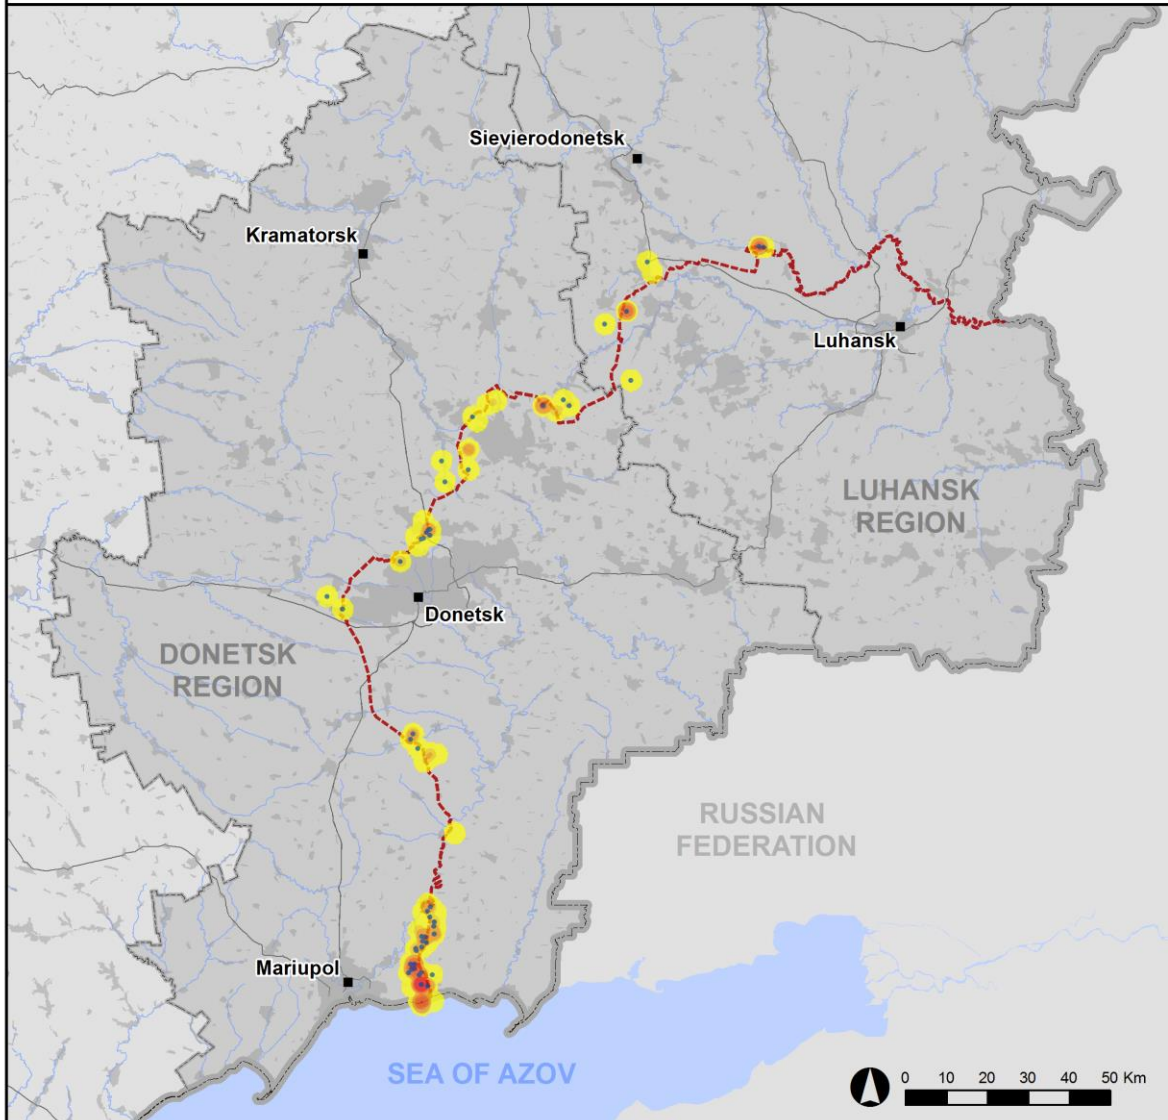 Sievierodonetsk
Kramatorsk
Luhansk
LUHANSK
REGION
Donetsk
DONETSK
REGION
RUSSIAN
FEDERATION
Mariupol
SEA OF AZOV
0 10 20 30 40 50 Km